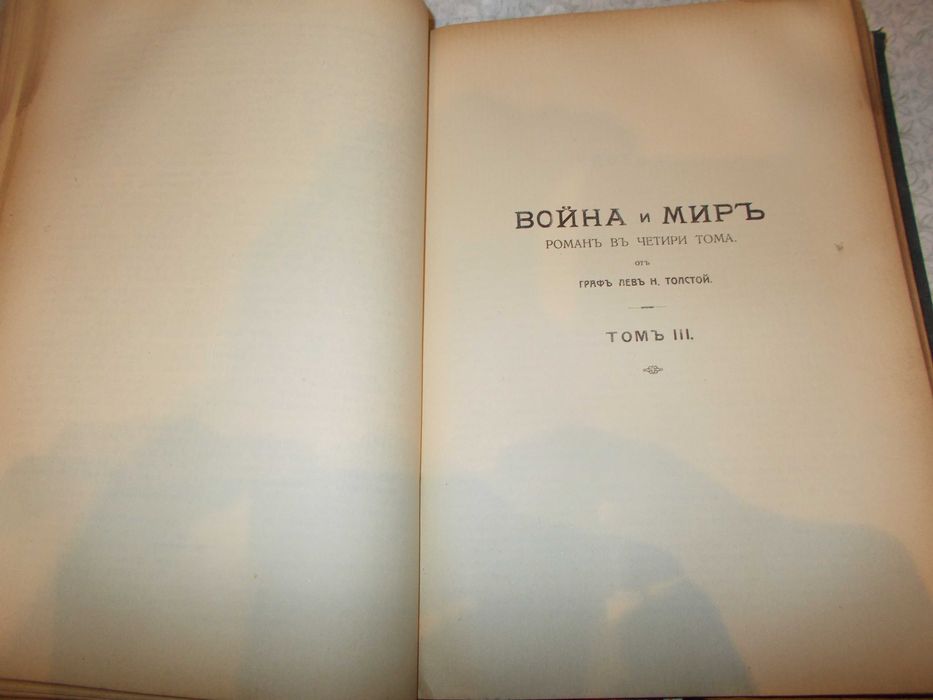 ВОЙНА и МИРЪ
РОМАНЪ ВЪ ЧЕТИРИ ТОМА.
отъ
ГРАФЪ ЛЕВЪ Н. ТОЛСТОЙ.
ТОМЪ III.